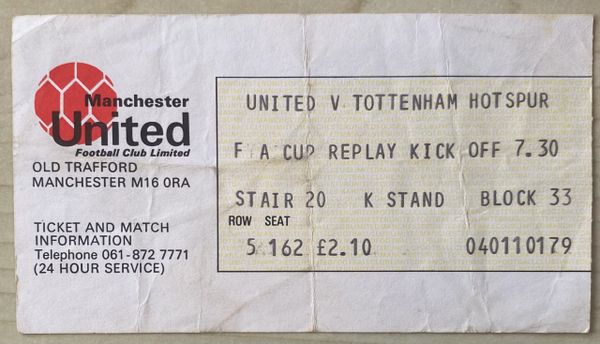 Manchester
United
Football Club Limited
OLD TRAFFORD
MANCHESTER M16 0RA
TICKET AND MATCH
INFORMATION
Telephone 061-872 7771
(24 HOUR SERVICE)
UNITED V TOTTENHAM HOTSPUR
F A CUP REPLAY KICK OFF 7.30
STAIR 20 K STAND BLOCK 33
ROW SEAT
5 162 £2.10 040110179